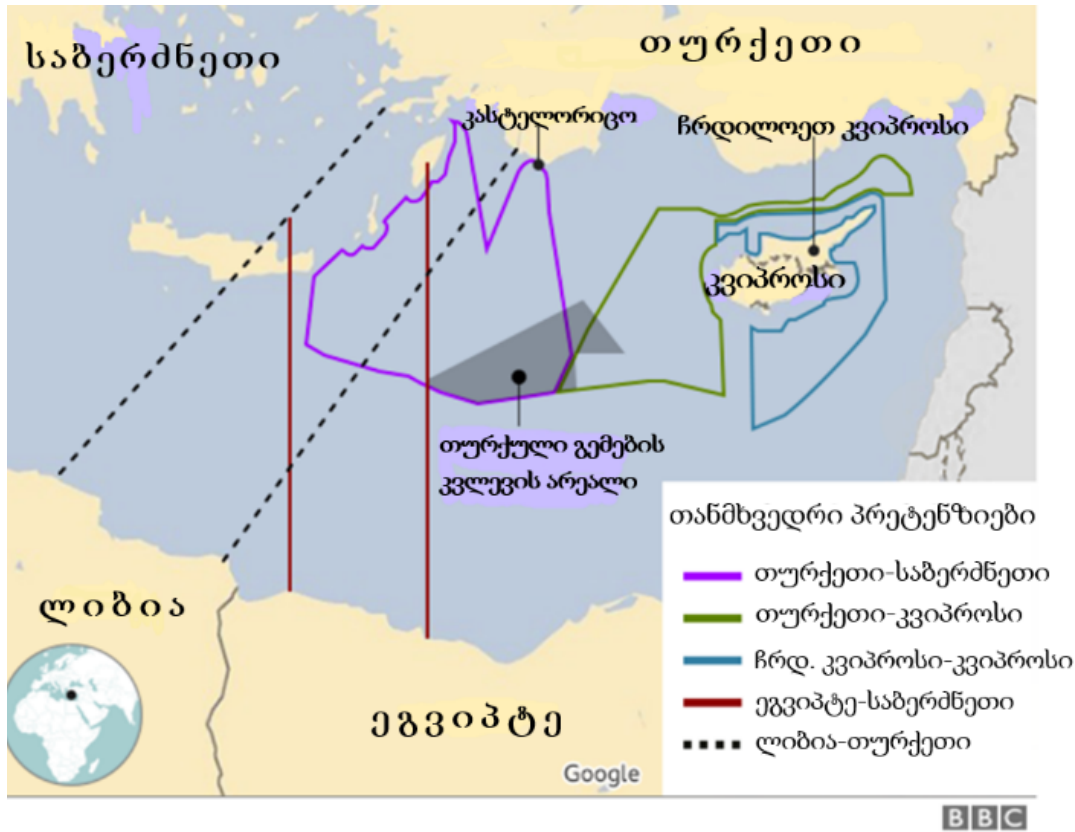 საბერძნეთი
თურქეთი
კასტელორიცო
ჩრდილოეთ კვიპროსი
კვიპროსი
თურქული გემების
კვლევის არეალი
თანმხვედრი პრეტენზიები
თურქეთი-საბერძნეთი
თურქეთი-კვიპროსი
ჩრდ. კვიპროსი-კვიპროსი
ეგვიპტე-საბერძნეთი
ლიბია-თურქეთი
ლიბია
ეგვიპტე
Google
BBC